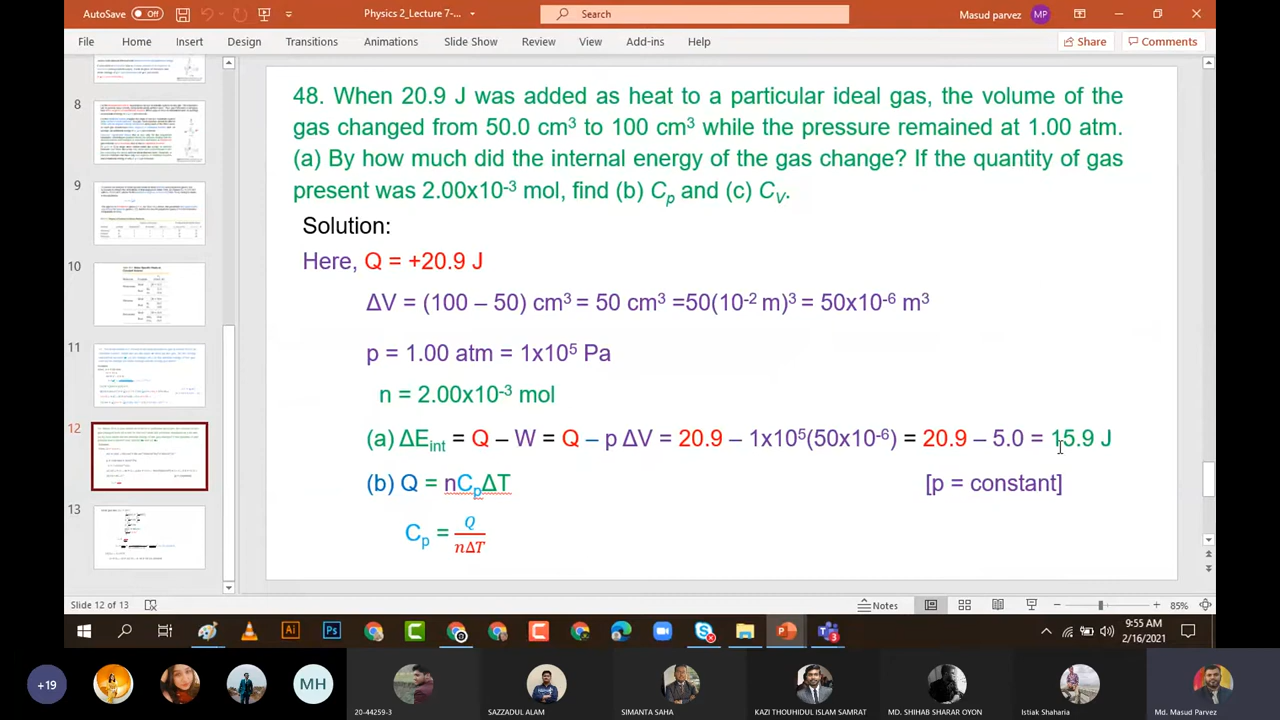 AutoSave Off Physics 2_Lecture 7-... Search Masud parvez MP
File Home Insert Design Transitions Animations Slide Show Review View Add-ins Help Share Comments
8
9
10
11
12
13
48. When 20.9 J was added as heat to a particular ideal gas, the volume of the
gas changed from 50.0 cm³ to 100 cm³ while the pressure remained at 1.00 atm.
(a) By how much did the internal energy of the gas change? If the quantity of gas
present was 2.00x10⁻³ mol, find (b) Cp and (c) CV.
Solution:
Here, Q = +20.9 J
ΔV = (100 – 50) cm³ = 50 cm³ =50(10⁻² m)³ = 50x10⁻⁶ m³
p = 1.00 atm = 1x10⁵ Pa
n = 2.00x10⁻³ mol
(a) ΔEint = Q – W = Q – p ΔV = 20.9 – 1x10⁵(50x10⁻⁶) = 20.9 – 5.0 = 15.9 J
(b) Q = nCpΔT [p = constant]
Cp = Q/nΔT
Slide 12 of 13 Notes 85%
9:55 AM
2/16/2021
+19 MH
20-44259-3 SAZZADUL ALAM SIMANTA SAHA KAZI THOUHIDUL ISLAM SAMRAT MD. SHIHAB SHARAR OYON Istiak Shaharia Md. Masud Parvez